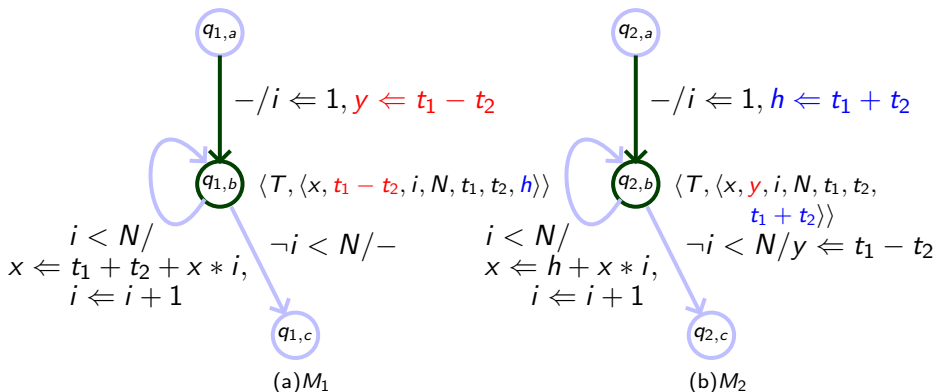 q₁,ₐ
−/i ⇐ 1, y ⇐ t₁ − t₂
q₁,b
⟨T, ⟨x, t₁ − t₂, i, N, t₁, t₂, h⟩⟩
i < N/
x ⇐ t₁ + t₂ + x ∗ i,
i ⇐ i + 1
¬i < N/−
q₁,c
(a)M₁
q₂,ₐ
−/i ⇐ 1, h ⇐ t₁ + t₂
q₂,b
⟨T, ⟨x, y, i, N, t₁, t₂,
t₁ + t₂⟩⟩
i < N/
x ⇐ h + x ∗ i,
i ⇐ i + 1
¬i < N/y ⇐ t₁ − t₂
q₂,c
(b)M₂